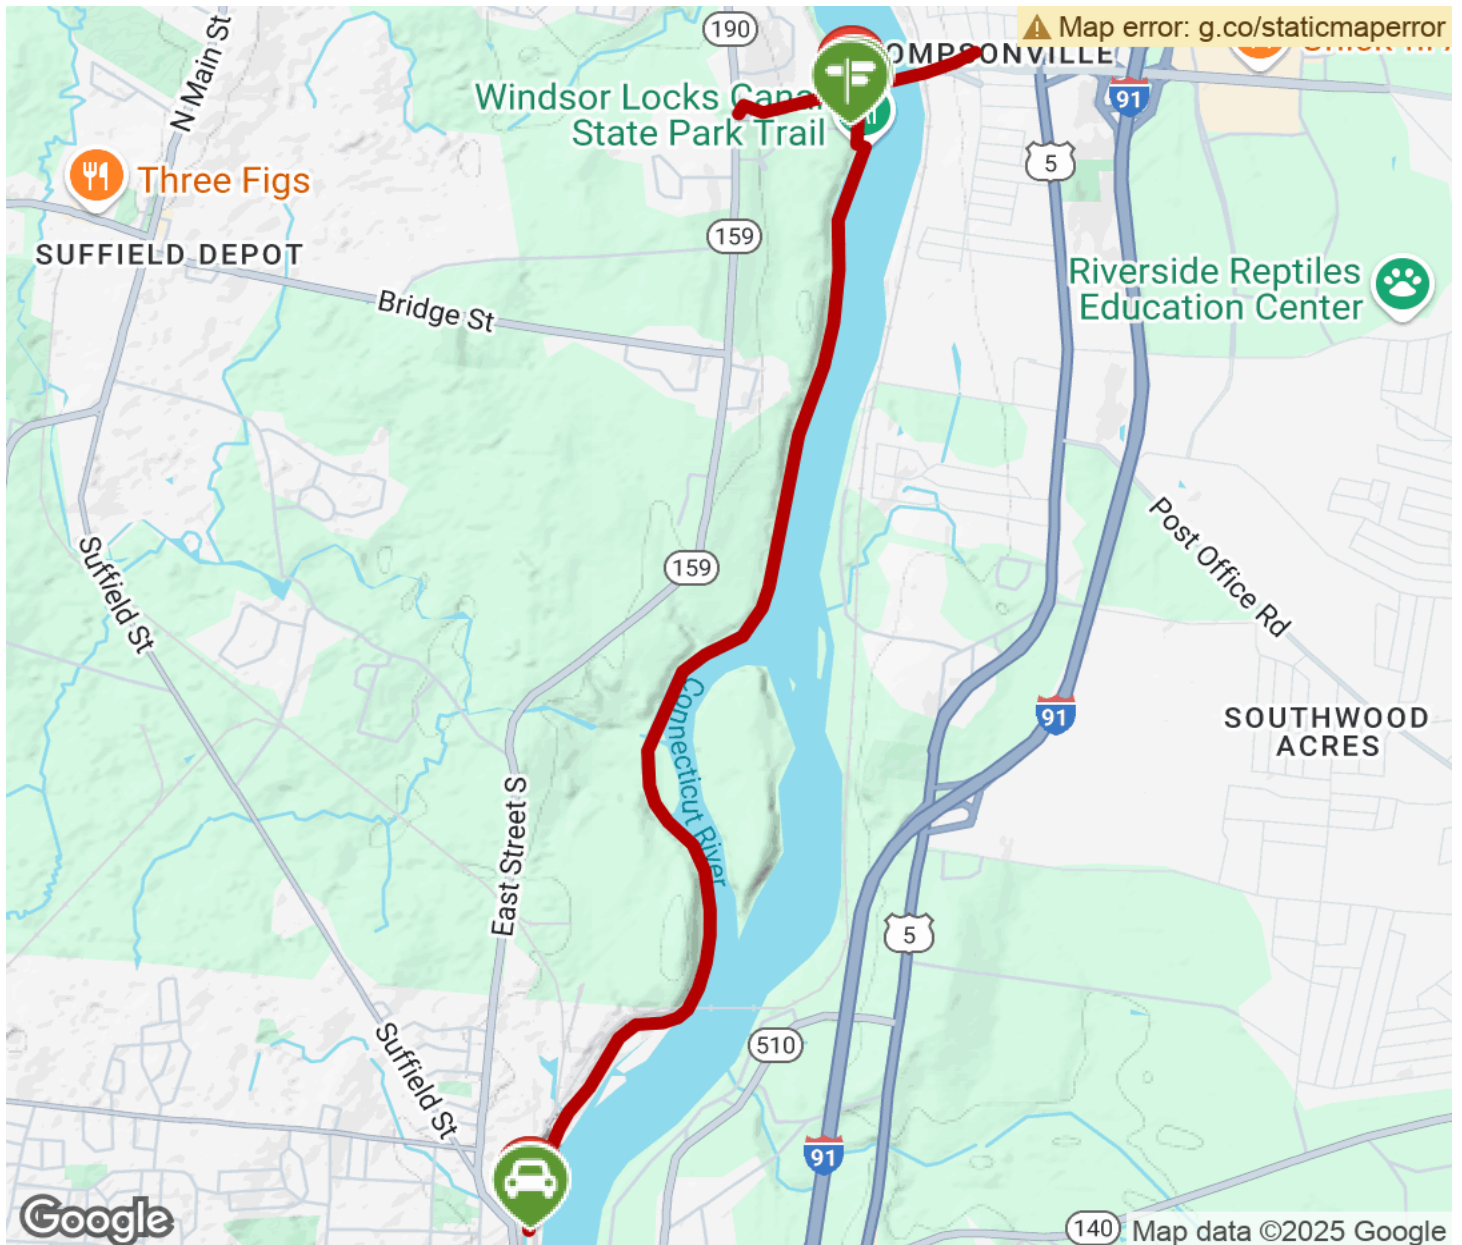 190
Map error: g.co/staticmaperror
OMPSONVILLE
N Main St
91
Windsor Locks Canal
State Park Trail
5
Three Figs
159
SUFFIELD DEPOT
Riverside Reptiles
Education Center
Bridge St
Post Office Rd
Suffield St
159
Connecticut River
91
SOUTHWOOD
ACRES
East Street S
5
Suffield St
510
91
Google
140
Map data ©2025 Google